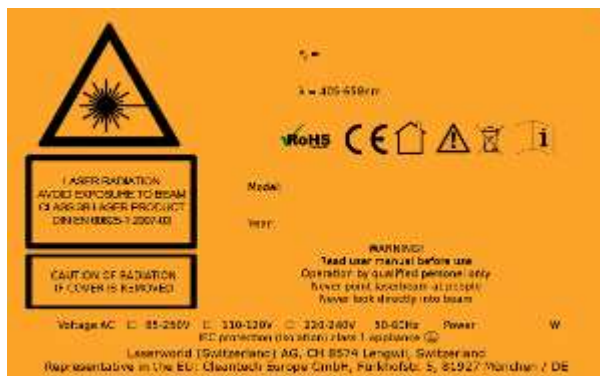 λ = 405-658nm
RoHS CE i
LASER RADIATION
AVOID EXPOSURE TO BEAM
CLASS 3B LASER PRODUCT
DIN EN 60825-1:2007-03
Model
Year:
CAUTION OF RADIATION
IF COVER IS REMOVED
WARNING!
Read user manual before use
Operation by qualified personel only
Never point laserbeam at people
Never look directly into beam
Voltage AC 85-250V 110-120V 220-240V 50-60Hz Power W
IEC protection (isolation) class 1 appliance
Laserworld (Switzerland) AG, CH 8574 Lengwil, Switzerland
Representative in the EU: Cleantech Europe GmbH, 5, 81927 München / DE